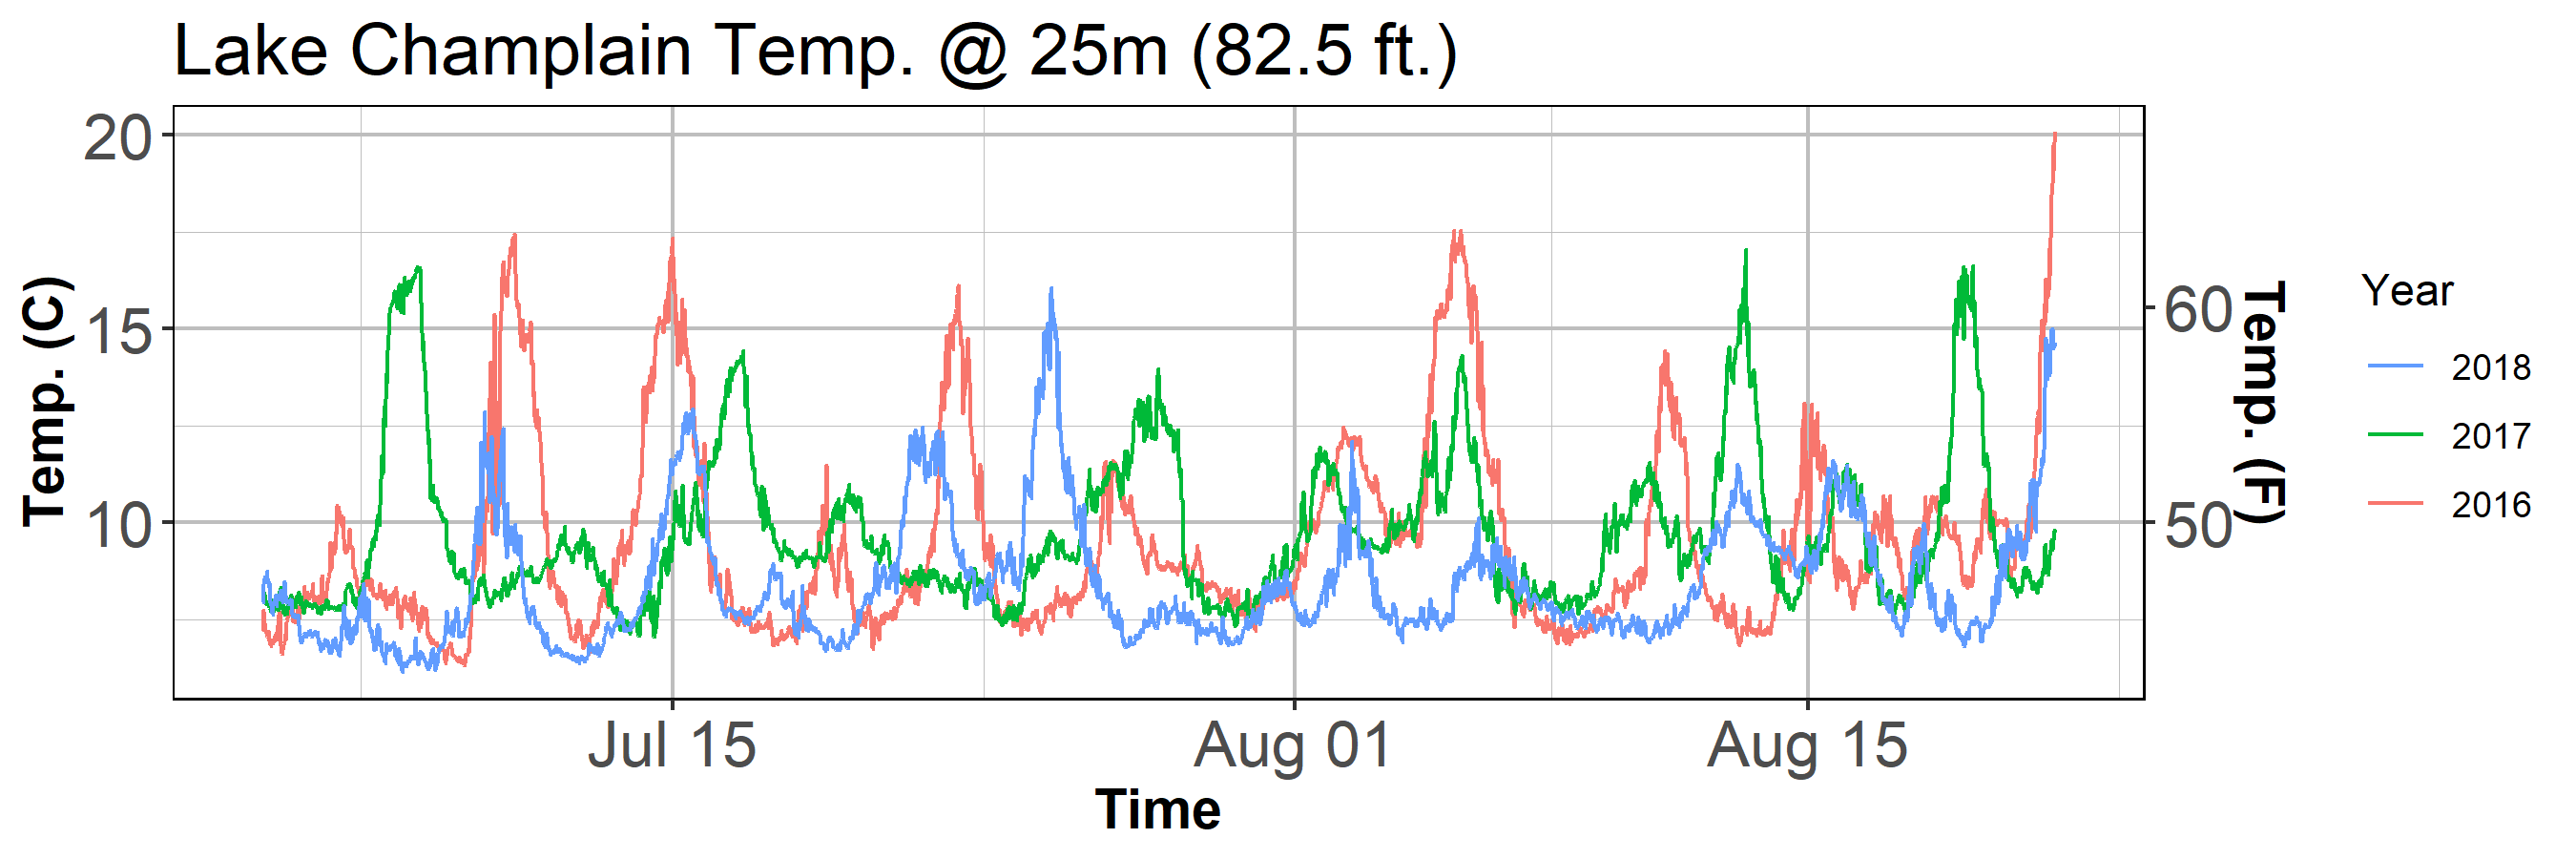 Lake Champlain Temp. @ 25m (82.5 ft.)
20
15
10
Temp. (C)
60
50
Temp. (F)
Jul 15
Aug 01
Aug 15
Time
Year
2018
2017
2016